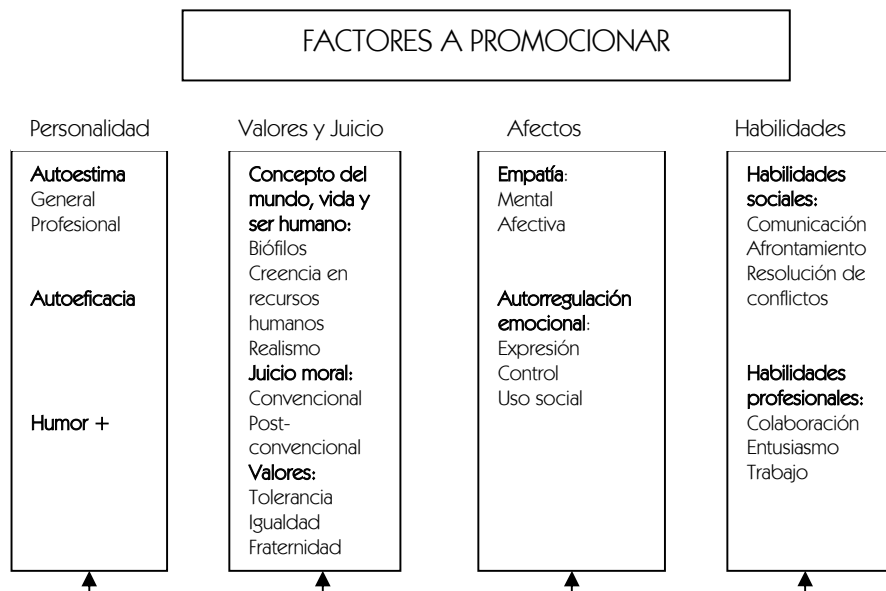 FACTORES A PROMOCIONAR
Personalidad
Autoestima
General
Profesional
Autoeficacia
Humor +
Valores y Juicio
Concepto del
mundo, vida y
ser humano:
Biófilos
Creencia en
recursos
humanos
Realismo
Juicio moral:
Convencional
Post-
convencional
Valores:
Tolerancia
Igualdad
Fraternidad
Afectos
Empatía:
Mental
Afectiva
Autorregulación
emocional:
Expresión
Control
Uso social
Habilidades
Habilidades
sociales:
Comunicación
Afrontamiento
Resolución de
conflictos
Habilidades
profesionales:
Colaboración
Entusiasmo
Trabajo